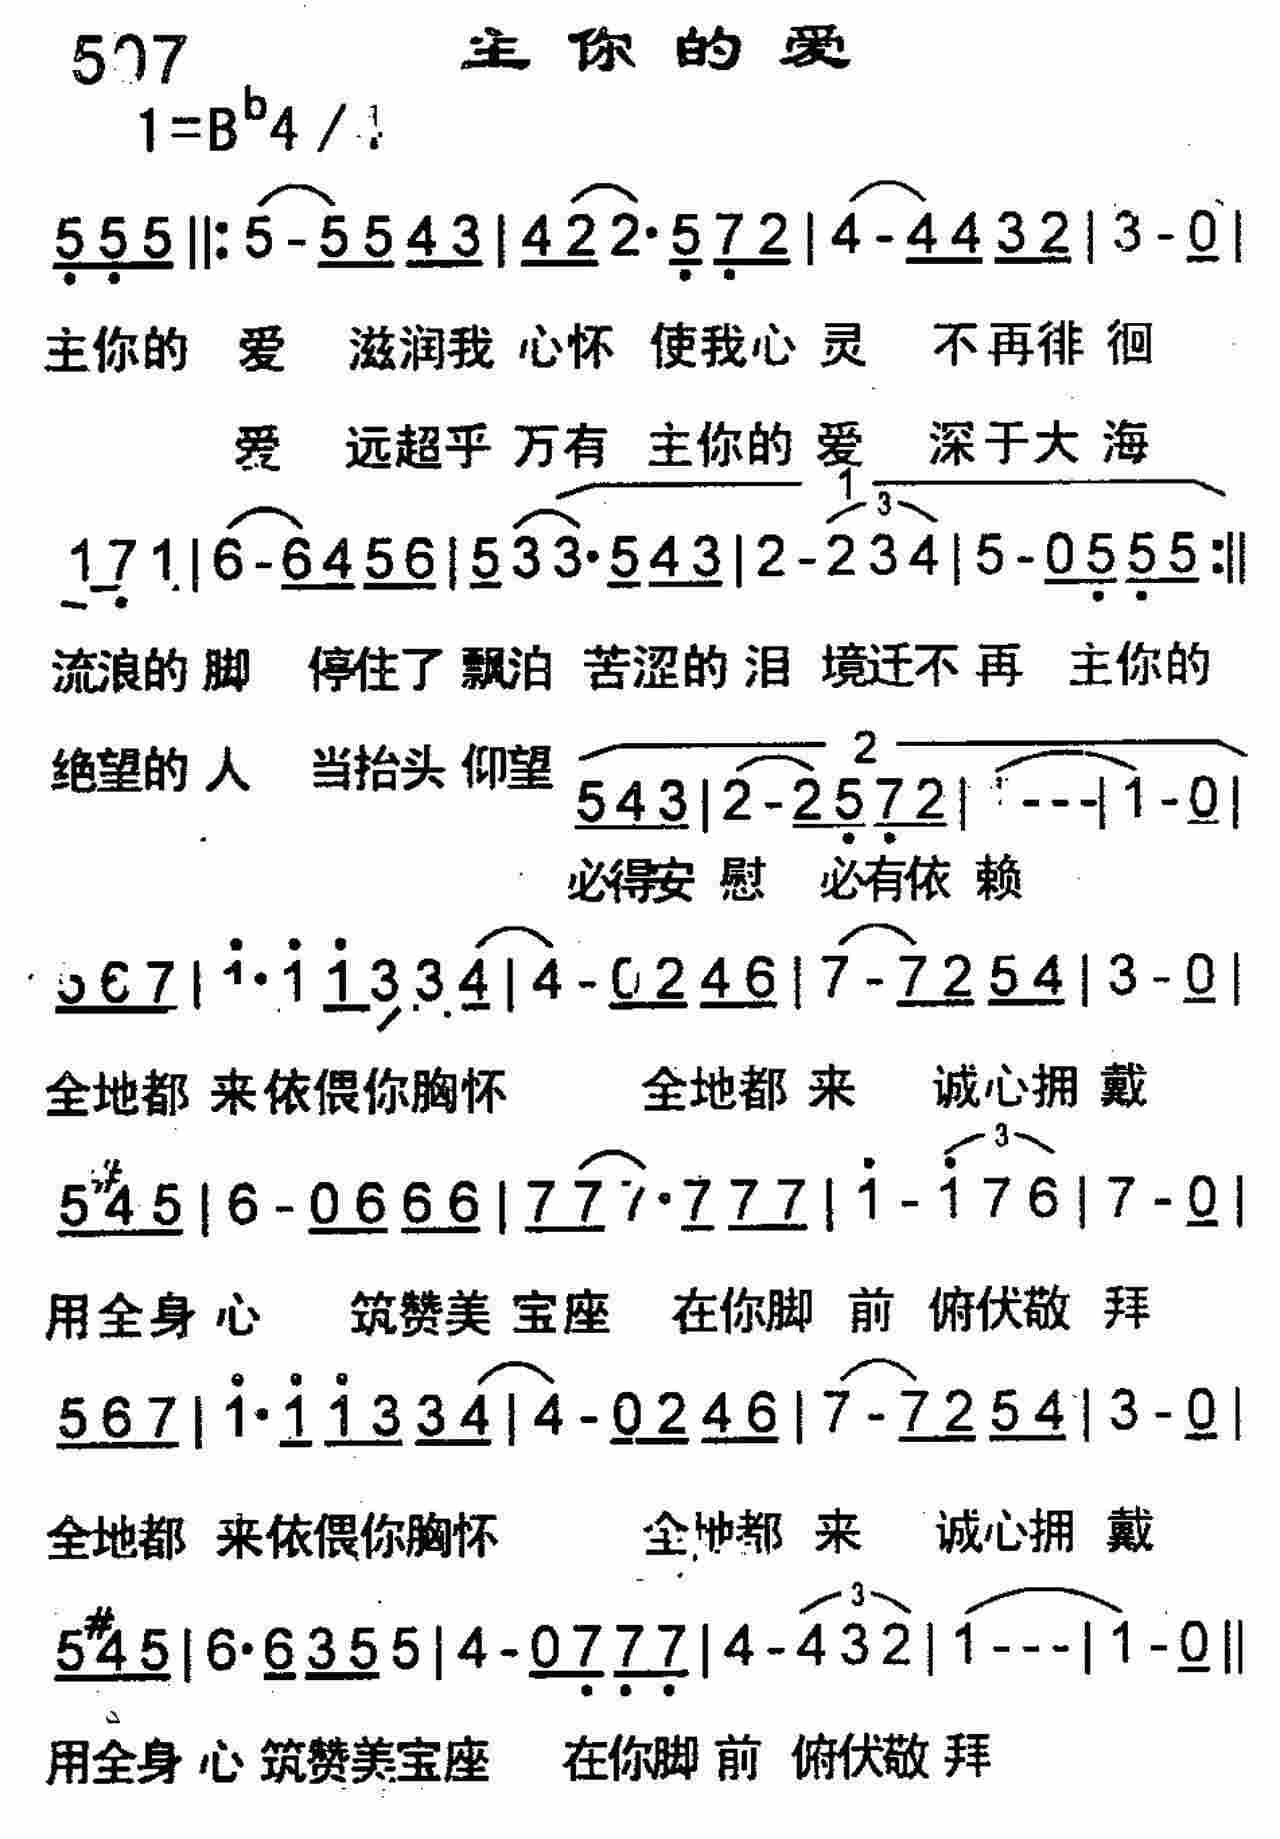 507 主你的爱
1=Bb4/
555||:5-5543|422·572|4-4432|3-0|
主你的 爱 滋润我 心怀 使我心 灵 不再徘 徊
爱 远超乎 万有 主你的 爱 深于大 海
1 3
171|6-6456|533·543|2-234|5-0555:||
流浪的 脚 停住了 飘泊 苦涩的 泪 境迁不 再 主你的
绝望的 人 当抬头 仰望
2
543|2-2572| ---|1-0|
必得安 慰 必有依 赖
567|1·11334|4-0246|7-7254|3-0|
全地都 来依偎你胸怀 全地都 来 诚心拥 戴
3
5#45|6-0666|777·777|1-176|7-0|
用全身 心 筑赞美 宝座 在你脚 前 俯伏敬 拜
567|1·11334|4-0246|7-7254|3-0|
全地都 来依偎你胸怀 全地都 来 诚心拥 戴
3
5#45|6·6355|4-0777|4-432|1---|1-0||
用全身 心 筑赞美宝座 在你脚 前 俯伏敬 拜